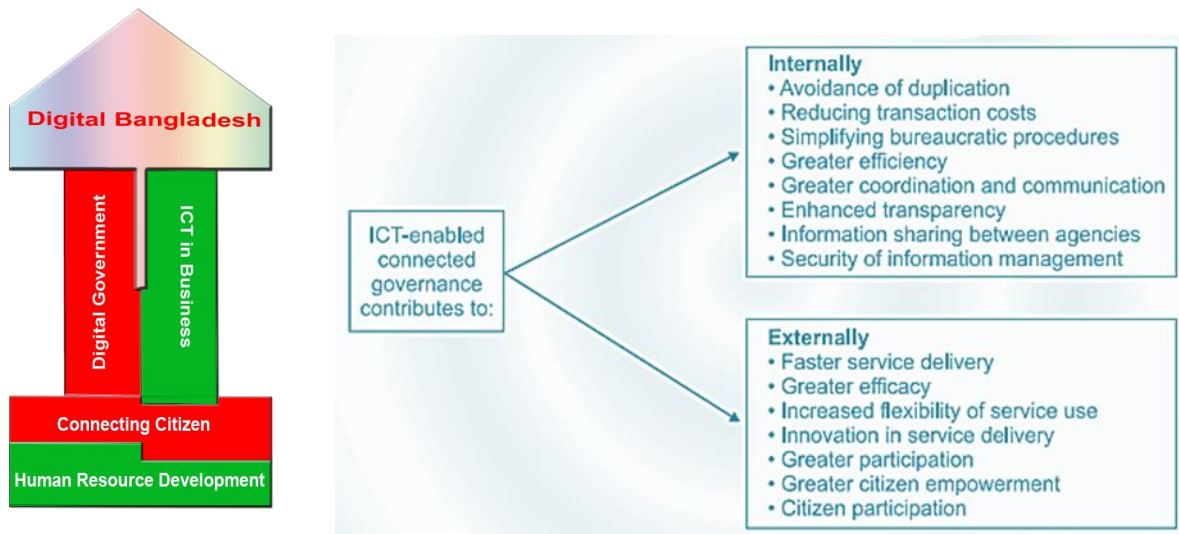 Digital Bangladesh
Digital Government
ICT in Business
Connecting Citizen
Human Resource Development
ICT-enabled
connected
governance
contributes to:
Internally
• Avoidance of duplication
• Reducing transaction costs
• Simplifying bureaucratic procedures
• Greater efficiency
• Greater coordination and communication
• Enhanced transparency
• Information sharing between agencies
• Security of information management
Externally
• Faster service delivery
• Greater efficacy
• Increased flexibility of service use
• Innovation in service delivery
• Greater participation
• Greater citizen empowerment
• Citizen participation